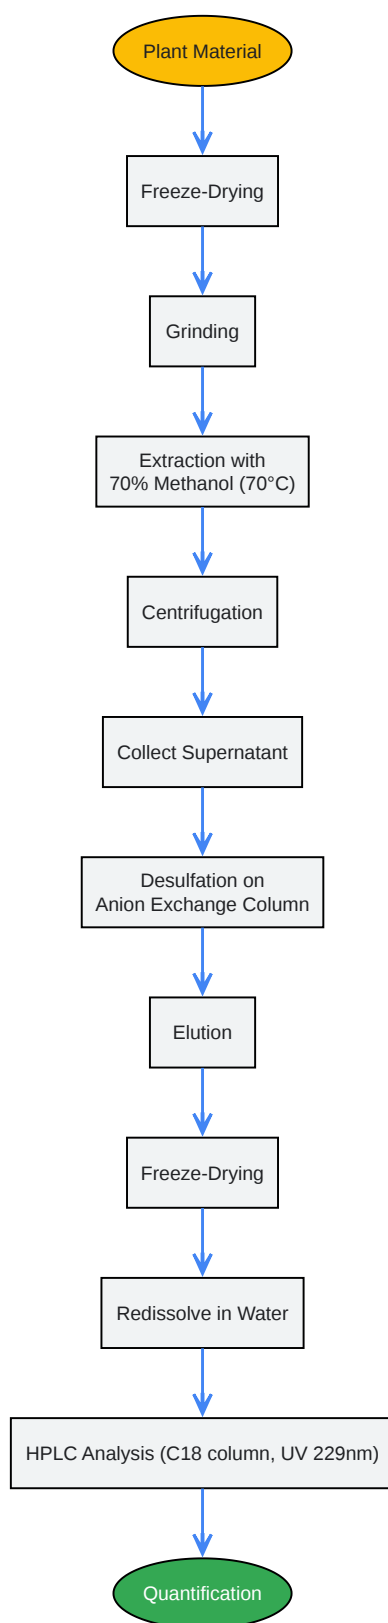 Plant Material
Freeze-Drying
Grinding
Extraction with
70% Methanol (70°C)
Centrifugation
Collect Supernatant
Desulfation on
Anion Exchange Column
Elution
Freeze-Drying
Redissolve in Water
HPLC Analysis (C18 column, UV 229nm)
Quantification